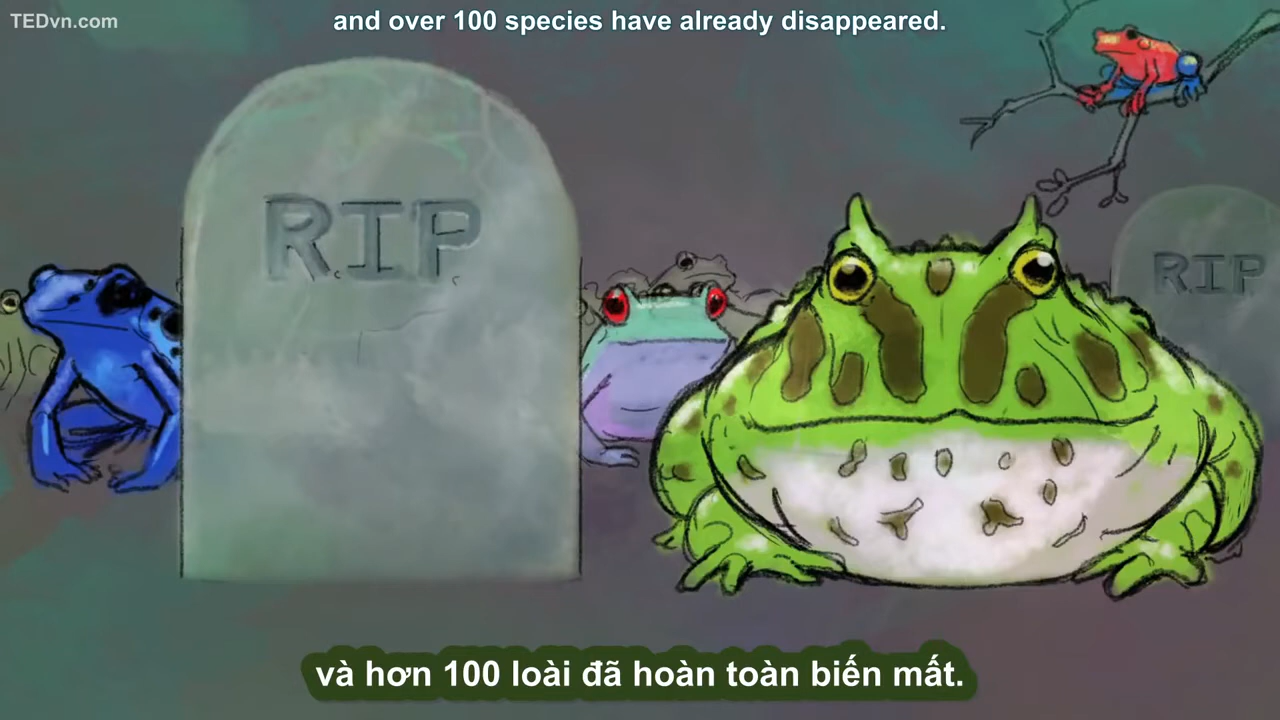 TEDvn.com
and over 100 species have already disappeared.
RIP
RIP
và hơn 100 loài đã hoàn toàn biến mất.